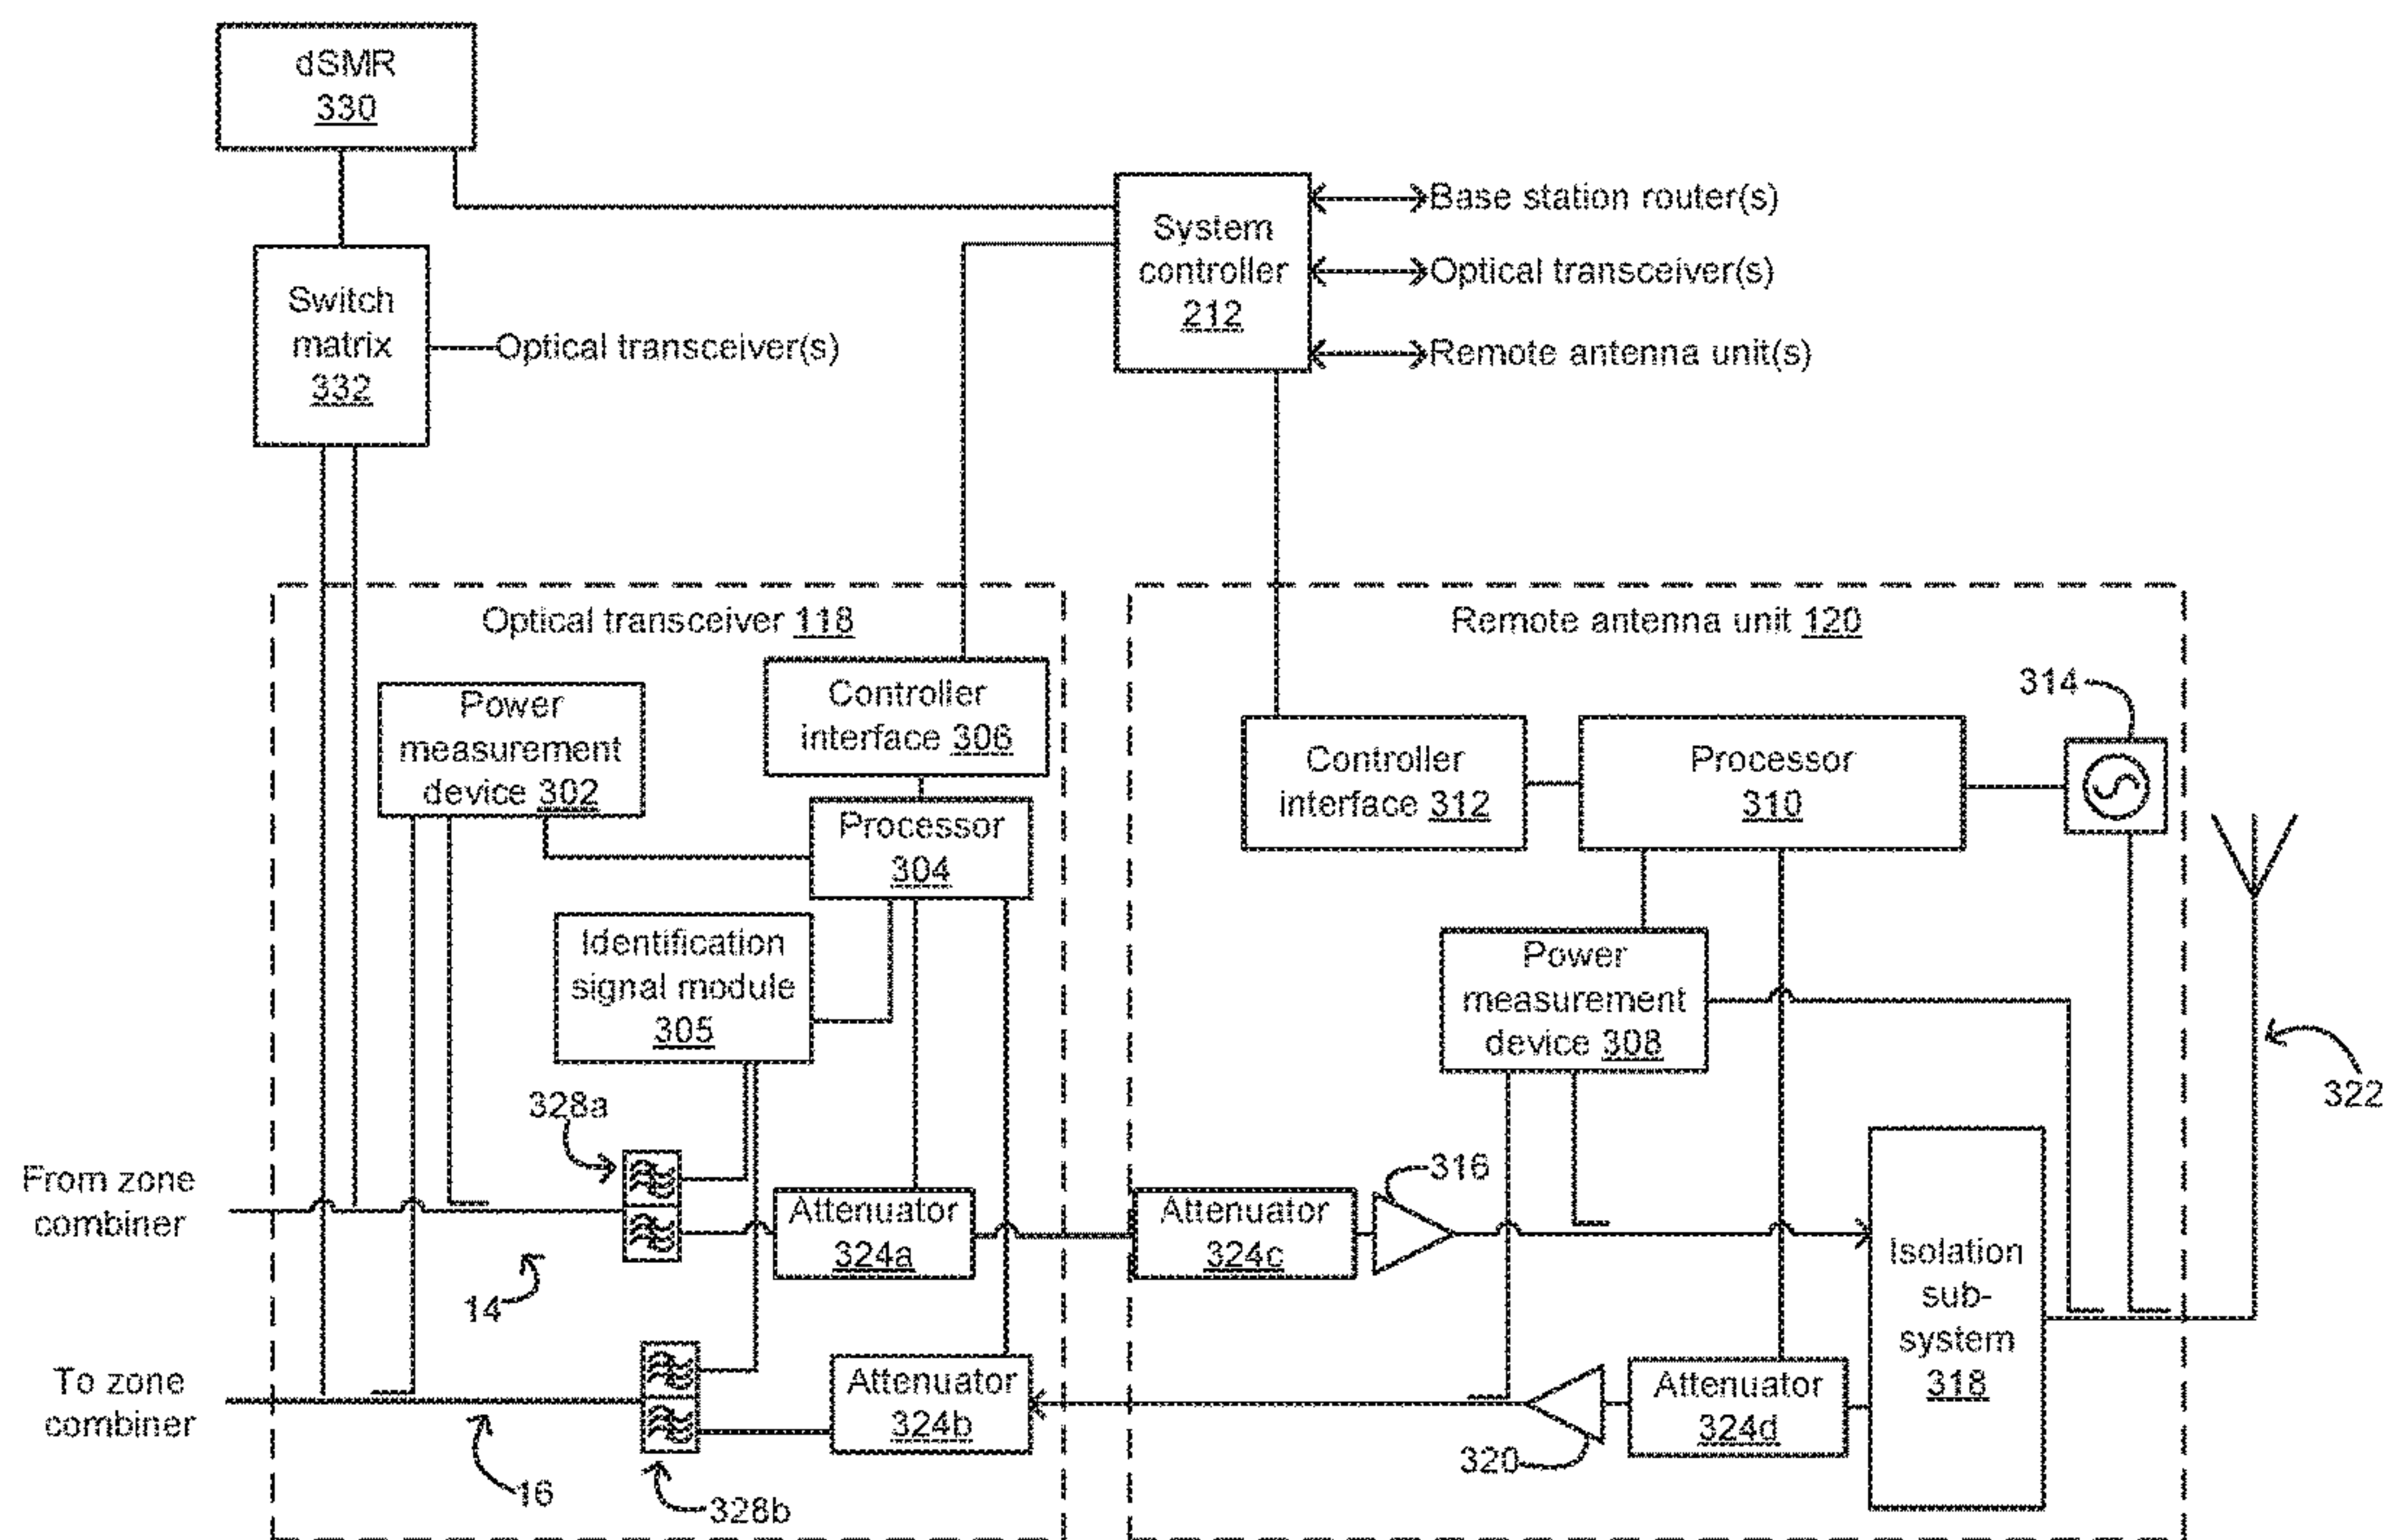 dSMR
330
Switch
matrix
332
Optical transceiver(s)
System
controller
212
Base station router(s)
Optical transceiver(s)
Remote antenna unit(s)
Optical transceiver 118
Power
measurement
device 302
Controller
interface 306
Processor
304
Identification
signal module
305
328a
From zone
combiner
14
Attenuator
324a
To zone
combiner
16
328b
Attenuator
324b
Remote antenna unit 120
314
Controller
interface 312
Processor
310
Power
measurement
device 308
322
Attenuator
324c
316
Isolation
sub-
system
318
320
Attenuator
324d